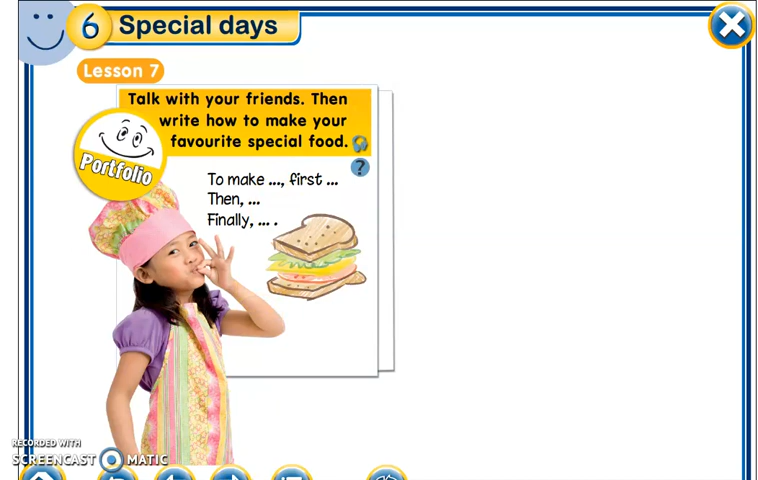 6 Special days
Lesson 7
Talk with your friends. Then
write how to make your
favourite special food.
Portfolio
?
To make ..., first ...
Then, ...
Finally, ... .
RECORDED WITH
SCREENCAST MATIC